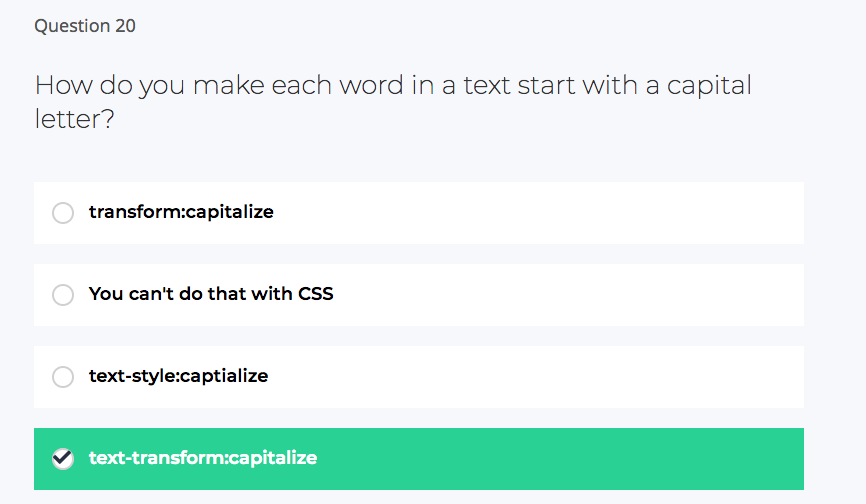 Question 20
How do you make each word in a text start with a capital
letter?
transform:capitalize
You can't do that with CSS
text-style:captialize
text-transform:capitalize